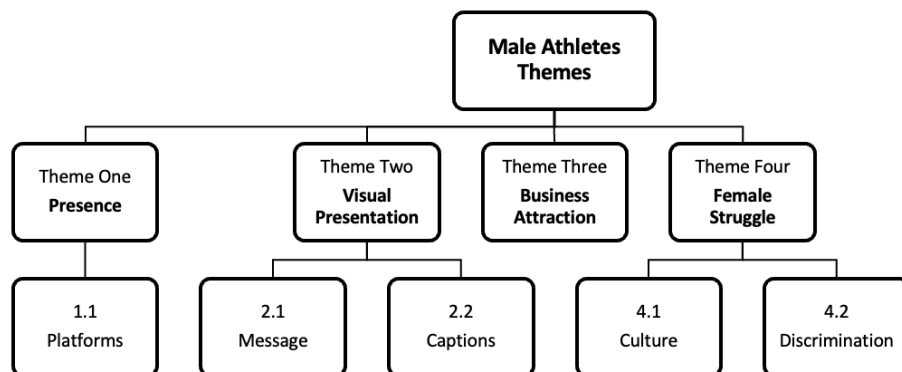 Male Athletes
Themes
Theme One
Presence
Theme Two
Visual
Presentation
Theme Three
Business
Attraction
Theme Four
Female
Struggle
1.1
Platforms
2.1
Message
2.2
Captions
4.1
Culture
4.2
Discrimination